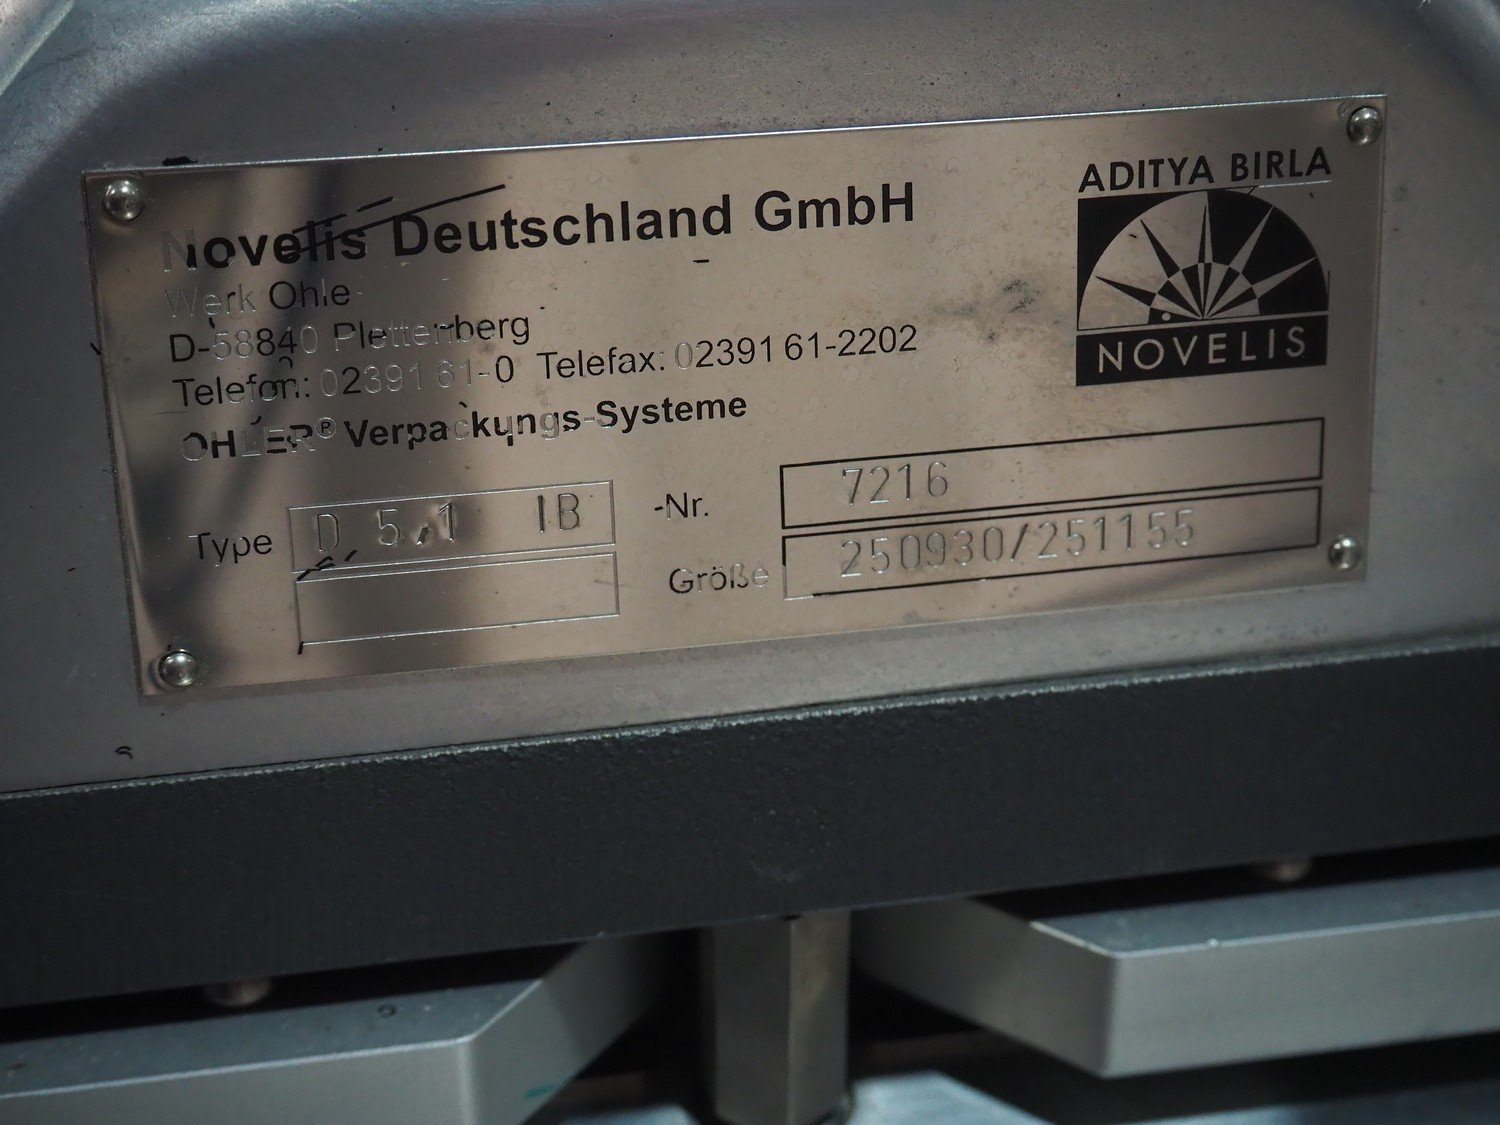 Novelis Deutschland GmbH
Werk Ohle
D-58840 Plettenberg
Telefon: 02391 61-0 Telefax: 02391 61-2202
OHLER® Verpackungs-Systeme
ADITYA BIRLA
NOVELIS
Type D 5,1 IB -Nr. 7216
Größe 250930/251155